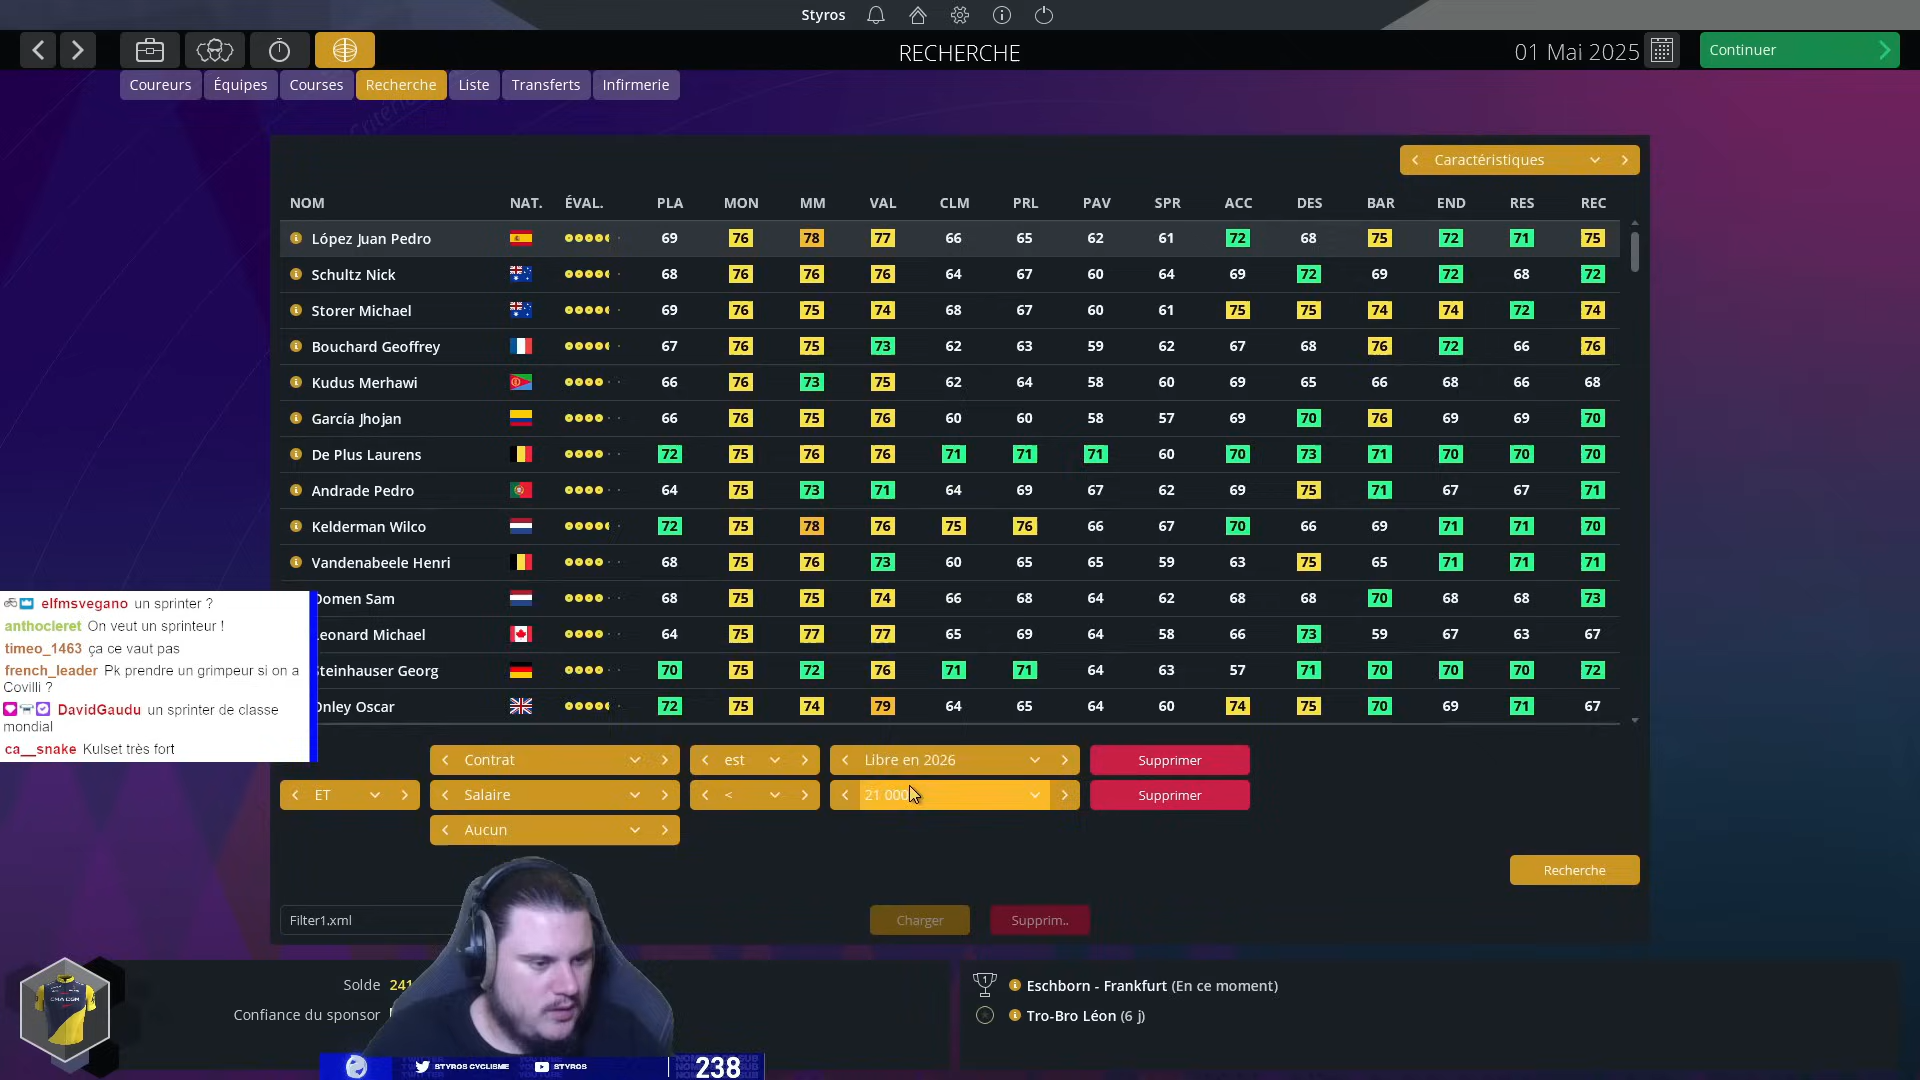 Styros
RECHERCHE
01 Mai 2025
Continuer
Coureurs
Équipes
Courses
Recherche
Liste
Transferts
Infirmerie
Caractéristiques
NOM NAT. ÉVAL. PLA MON MM VAL CLM PRL PAV SPR ACC DES BAR END RES REC
López Juan Pedro 69 76 78 77 66 65 62 61 72 68 75 72 71 75
Schultz Nick 68 76 76 76 64 67 60 64 69 72 69 72 68 72
Storer Michael 69 76 75 74 68 67 60 61 75 75 74 74 72 74
Bouchard Geoffrey 67 76 75 73 62 63 59 62 67 68 76 72 66 76
Kudus Merhawi 66 76 73 75 62 64 58 60 69 65 66 68 66 68
García Jhojan 66 76 75 76 60 60 58 57 69 70 76 69 69 70
De Plus Laurens 72 75 76 76 71 71 71 60 70 73 71 70 70 70
Andrade Pedro 64 75 73 71 64 69 67 62 69 75 71 67 67 71
Kelderman Wilco 72 75 78 76 75 76 66 67 70 66 69 71 71 70
Vandenabeele Henri 68 75 76 73 60 65 65 59 63 75 65 71 71 71
Oomen Sam 68 75 75 74 66 68 64 62 68 68 70 68 68 73
Leonard Michael 64 75 77 77 65 69 64 58 66 73 59 67 63 67
Steinhauser Georg 70 75 72 76 71 71 64 63 57 71 70 70 70 72
Onley Oscar 72 75 74 79 64 65 64 60 74 75 70 69 71 67
elfmsvegano un sprinter ?
anthocleret On veut un sprinteur !
timeo_1463 ça ce vaut pas
french_leader Pk prendre un grimpeur si on a
Covilli ?
DavidGaudu un sprinter de classe
mondial
ca__snake Kulset très fort
Contrat est Libre en 2026 Supprimer
ET Salaire < 21 000 Supprimer
Aucun
Recherche
Filter1.xml
Charger
Supprim..
Solde 241
Confiance du sponsor
CMA CGM
1
Eschborn - Frankfurt (En ce moment)
Tro-Bro Léon (6 j)
STYROS CYCLISME
STYROS
238